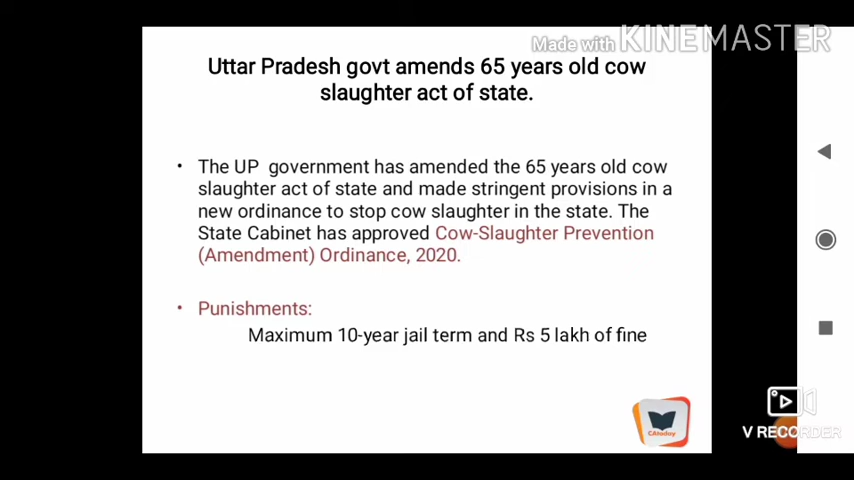 Made with KINEMASTER
Uttar Pradesh govt amends 65 years old cow
slaughter act of state.
• The UP government has amended the 65 years old cow
slaughter act of state and made stringent provisions in a
new ordinance to stop cow slaughter in the state. The
State Cabinet has approved Cow-Slaughter Prevention
(Amendment) Ordinance, 2020.
• Punishments:
Maximum 10-year jail term and Rs 5 lakh of fine
CAtoday
V RECORDER